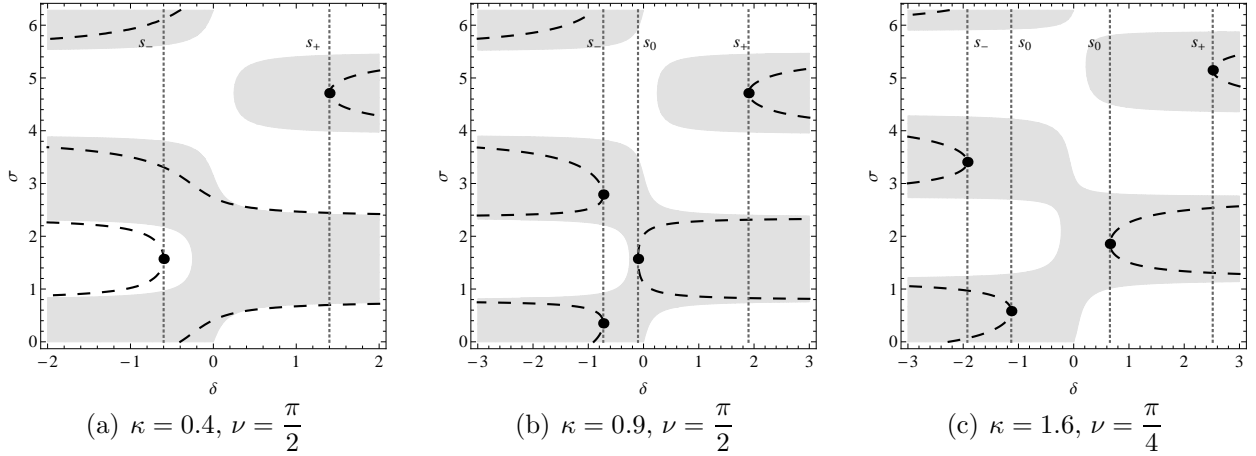 6
5
4
3
2
1
0
σ
s₋
s₊
−2
−1
0
1
2
δ
(a) κ = 0.4, ν = π/2
6
5
4
3
2
1
0
σ
s₋
s₀
s₊
−3
−2
−1
0
1
2
3
δ
(b) κ = 0.9, ν = π/2
6
5
4
3
2
1
0
σ
s₋
s₀
s₀
s₊
−3
−2
−1
0
1
2
3
δ
(c) κ = 1.6, ν = π/4